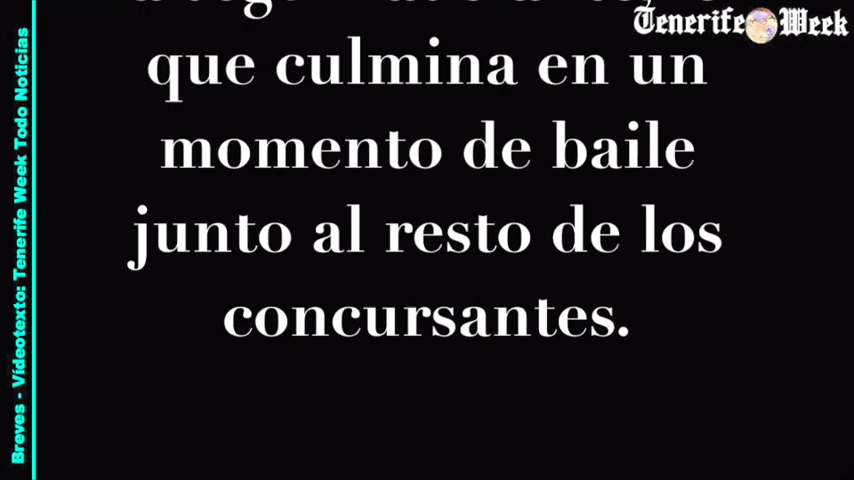 Tenerife Week
que culmina en un
momento de baile
junto al resto de los
concursantes.
Breves - Vídeotexto: Tenerife Week Todo Noticias